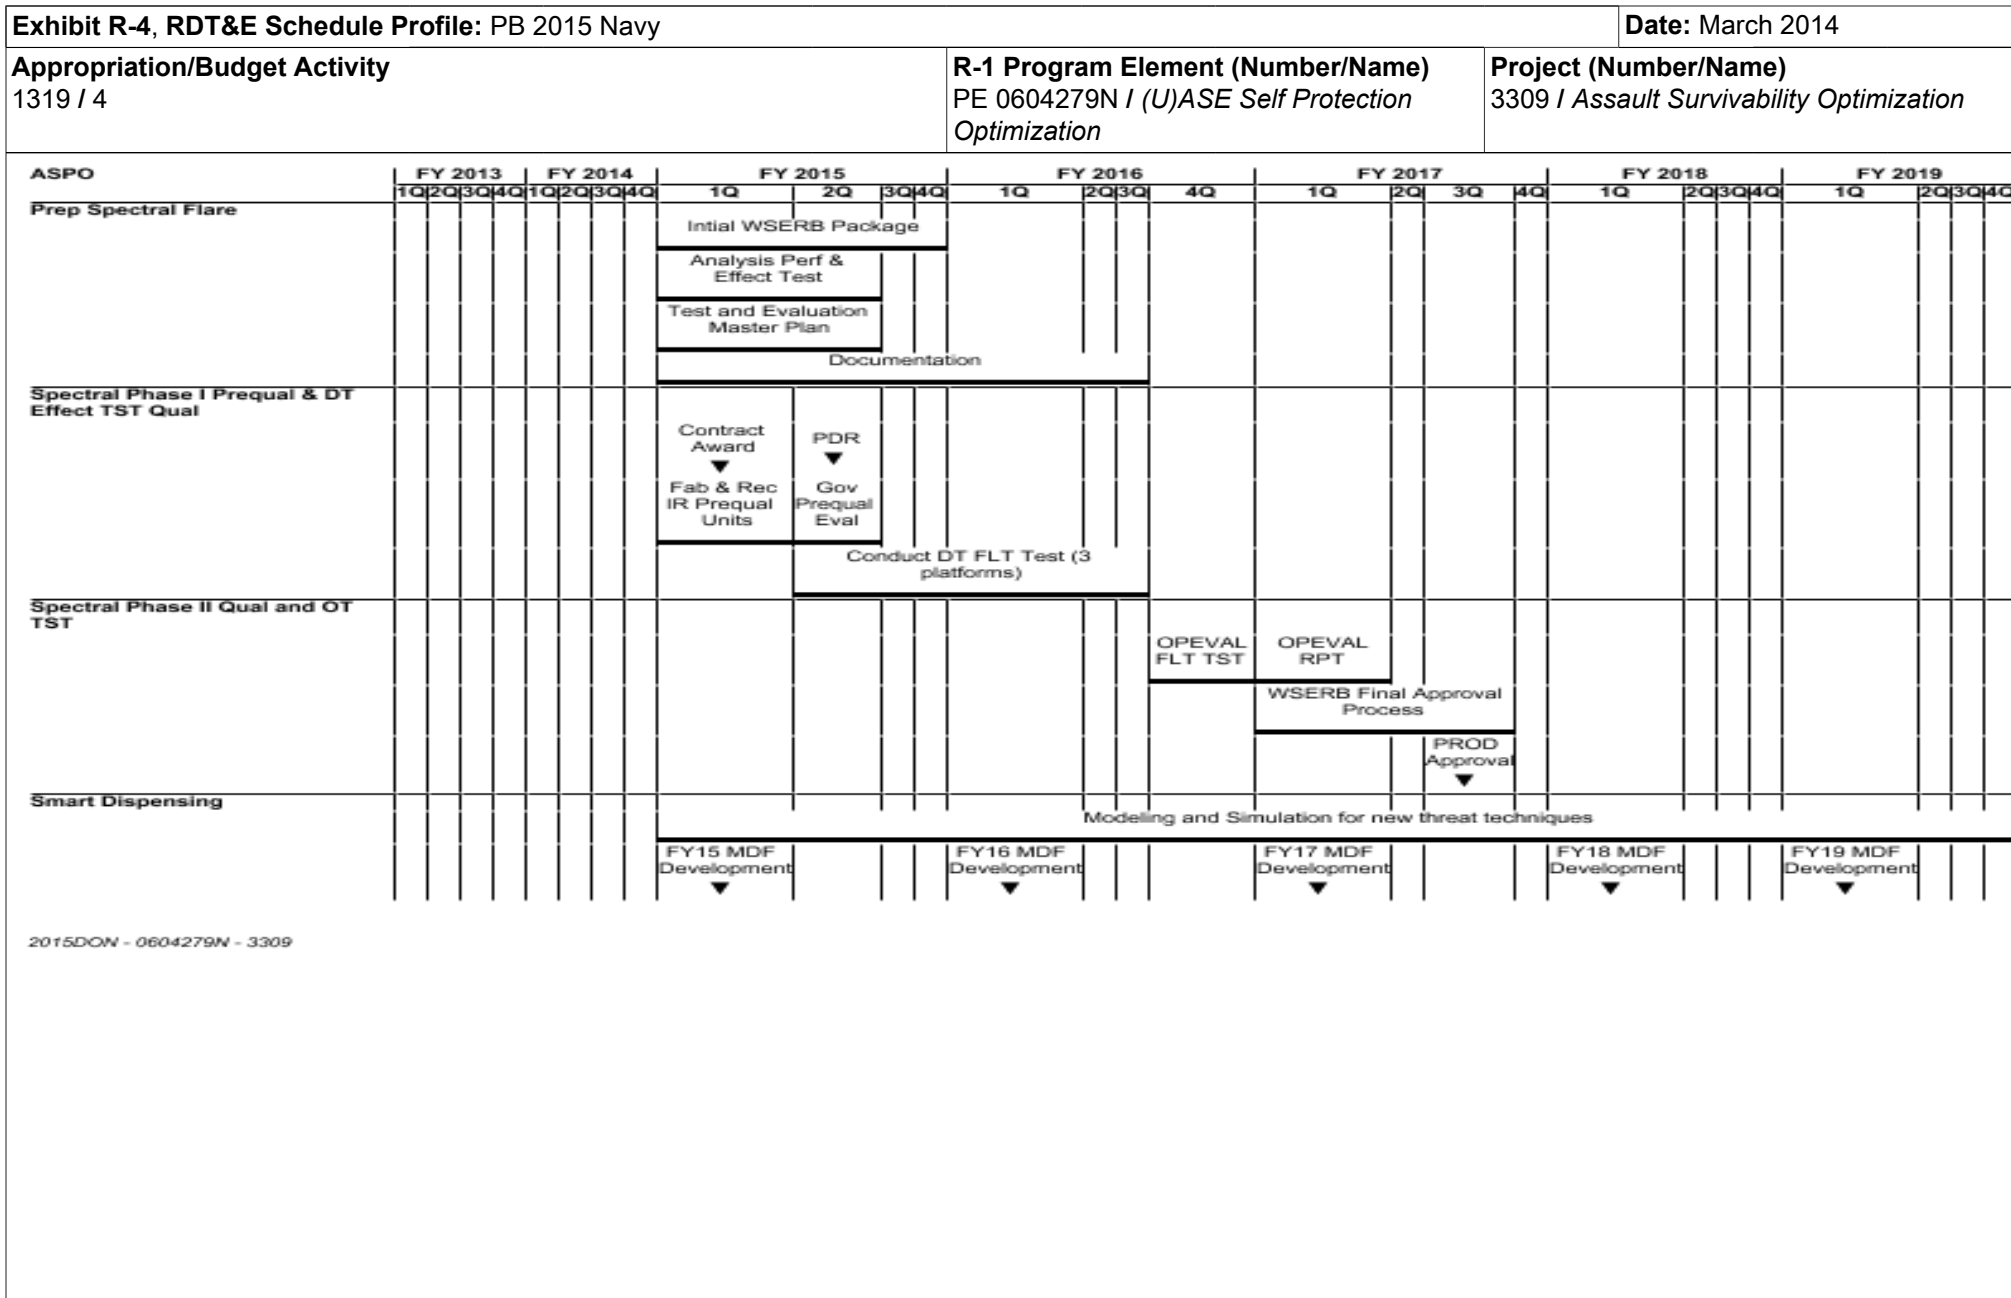 Exhibit R-4, RDT&E Schedule Profile: PB 2015 Navy
Date: March 2014
Appropriation/Budget Activity
1319 / 4
R-1 Program Element (Number/Name)
PE 0604279N / (U)ASE Self Protection
Optimization
Project (Number/Name)
3309 / Assault Survivability Optimization
ASPO
FY 2013 FY 2014 FY 2015 FY 2016 FY 2017 FY 2018 FY 2019
1Q 2Q 3Q 4Q 1Q 2Q 3Q 4Q 1Q 2Q 3Q 4Q 1Q 2Q 3Q 4Q 1Q 2Q 3Q 4Q 1Q 2Q 3Q 4Q 1Q 2Q 3Q 4Q
Prep Spectral Flare
Intial WSERB Package
Analysis Perf &
Effect Test
Test and Evaluation
Master Plan
Documentation
Spectral Phase I Prequal & DT
Effect TST Qual
Contract
Award
PDR
Fab & Rec
IR Prequal
Units
Gov
Prequal
Eval
Conduct DT FLT Test (3
platforms)
Spectral Phase II Qual and OT
TST
OPEVAL
FLT TST
OPEVAL
RPT
WSERB Final Approval
Process
PROD
Approval
Smart Dispensing
Modeling and Simulation for new threat techniques
FY15 MDF
Development
FY16 MDF
Development
FY17 MDF
Development
FY18 MDF
Development
FY19 MDF
Development
2015DON - 0604279N - 3309